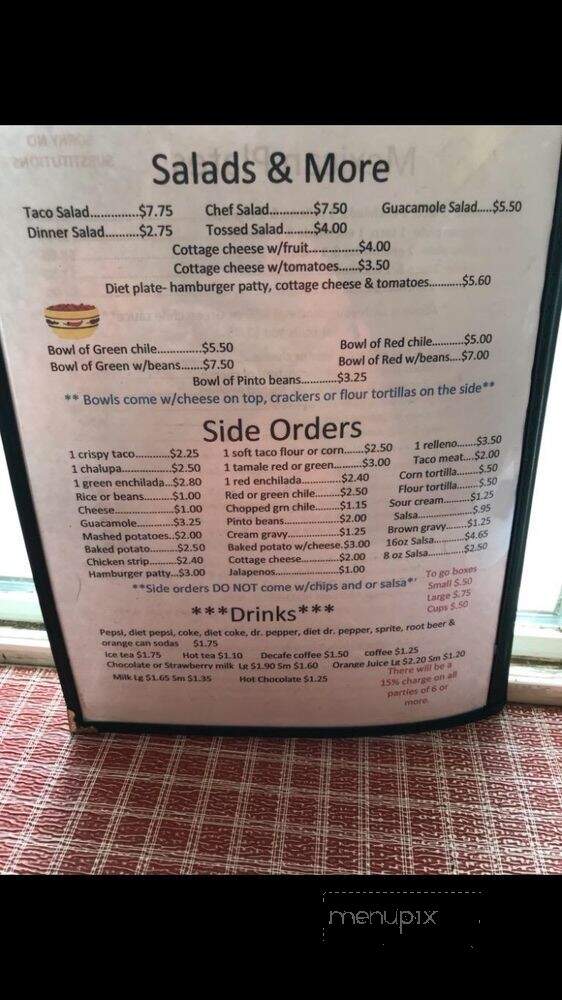 SORRY NO
SUBSTITUTIONS
Salads & More
Taco Salad..............$7.75 Chef Salad.............$7.50 Guacamole Salad.....$5.50
Dinner Salad..........$2.75 Tossed Salad.........$4.00
Cottage cheese w/fruit...............$4.00
Cottage cheese w/tomatoes......$3.50
Diet plate- hamburger patty, cottage cheese & tomatoes..........$5.60
Bowl of Green chile.............$5.50 Bowl of Red chile..........$5.00
Bowl of Green w/beans.......$7.50 Bowl of Red w/beans....$7.00
Bowl of Pinto beans............$3.25
** Bowls come w/cheese on top, crackers or flour tortillas on the side**
Side Orders
1 crispy taco............$2.25 1 soft taco flour or corn.......$2.50 1 relleno.......$3.50
1 chalupa.................$2.50 1 tamale red or green.........$3.00 Taco meat....$2.00
1 green enchilada...$2.80 1 red enchilada..............$2.40 Corn tortilla........$.50
Rice or beans..........$1.00 Red or green chile..........$2.50 Flour tortilla........$.50
Cheese......................$1.00 Chopped grn chile.........$1.15 Sour cream.........$1.25
Guacamole..............$3.25 Pinto beans...................$2.00 Salsa...................$.95
Mashed potatoes..$2.00 Cream gravy..................$1.25 Brown gravy......$1.25
Baked potato..........$2.50 Baked potato w/cheese.$3.00 16oz Salsa..........$4.65
Chicken strip...........$2.40 Cottage cheese..............$2.00 8 oz Salsa............$2.50
Hamburger patty...$3.00 Jalapenos.......................$1.00
**Side orders DO NOT come w/chips and or salsa**
To go boxes
Small $.50
Large $.75
Cups $.50
***Drinks***
Pepsi, diet pepsi, coke, diet coke, dr. pepper, diet dr. pepper, sprite, root beer &
orange can sodas $1.75
Ice tea $1.75 Hot tea $1.10 Decafe coffee $1.50 coffee $1.25
Chocolate or Strawberry milk Lg $1.90 Sm $1.60 Orange Juice Lg $2.20 Sm $1.20
Milk Lg $1.65 Sm $1.35 Hot Chocolate $1.25
There will be a
15% charge on all
parties of 6 or
more.
menupix